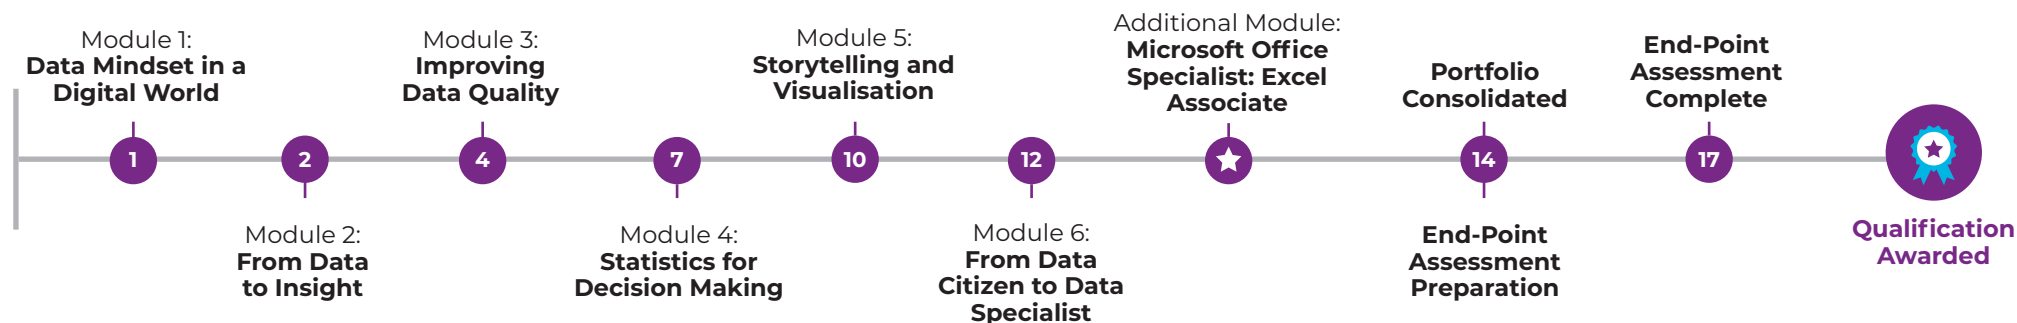 Module 1:
Data Mindset in a
Digital World
1
2
Module 2:
From Data
to Insight
Module 3:
Improving
Data Quality
4
7
Module 4:
Statistics for
Decision Making
Module 5:
Storytelling and
Visualisation
10
12
Module 6:
From Data
Citizen to Data
Specialist
Additional Module:
Microsoft Office
Specialist: Excel
Associate
Portfolio
Consolidated
14
End-Point
Assessment
Preparation
End-Point
Assessment
Complete
17
Qualification
Awarded